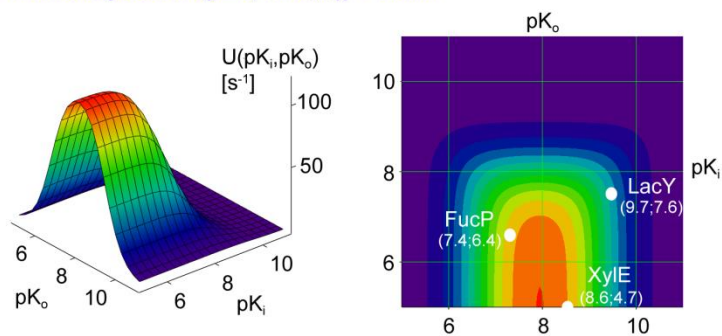 U(pKᵢ,pKₒ)
[s⁻¹]
100
50
6
8
10
pKₒ
6
8
10
pKᵢ
pKₒ
10
8
6
pKᵢ
LacY
(9.7;7.6)
FucP
(7.4;6.4)
XylE
(8.6;4.7)
6
8
10